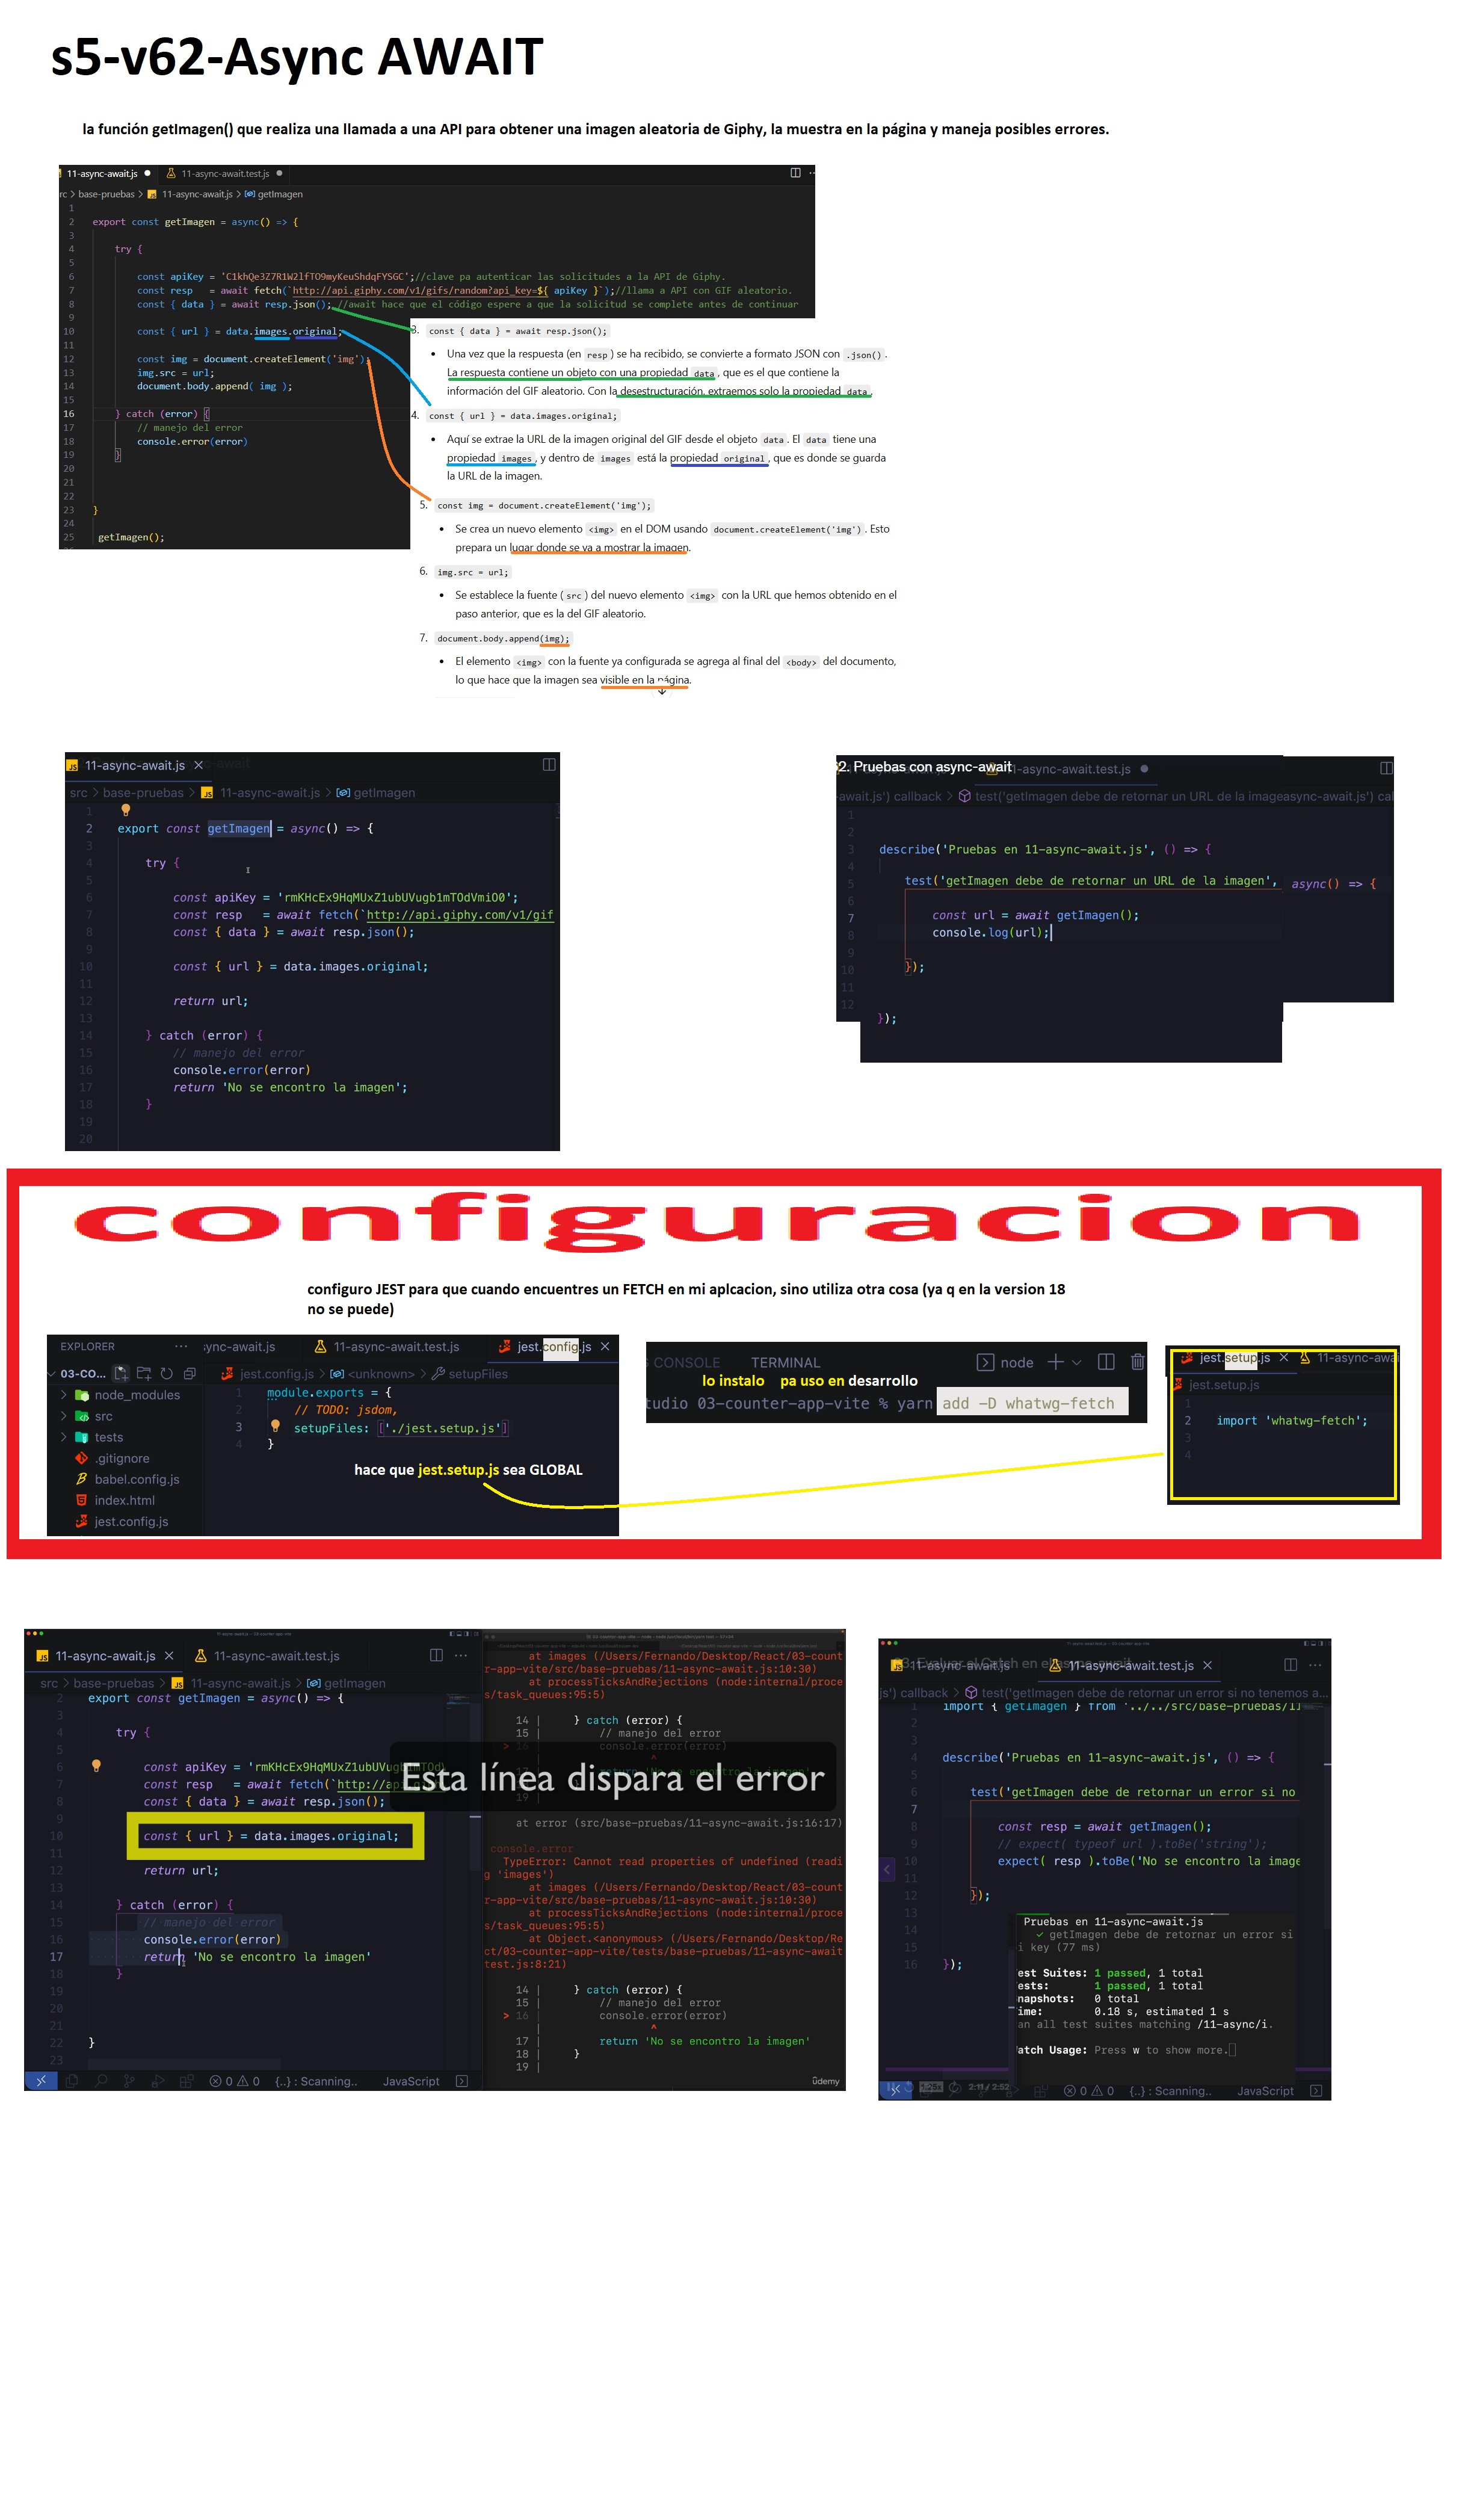 s5-v62-Async AWAIT
la función getImagen() que realiza una llamada a una API para obtener una imagen aleatoria de Giphy, la muestra en la página y maneja posibles errores.
11-async-await.js
11-async-await.test.js
rc > base-pruebas > 11-async-await.js > getImagen
1
2 export const getImagen = async() => {
3
4 try {
5
6 const apiKey = 'C1khQe3Z7R1W2lfTO9myKeuShdqFYSGC';//clave pa autenticar las solicitudes a la API de Giphy.
7 const resp = await fetch(`http://api.giphy.com/v1/gifs/random?api_key=${ apiKey }`);//llama a API con GIF aleatorio.
8 const { data } = await resp.json(); //await hace que el código espere a que la solicitud se complete antes de continuar
9
10 const { url } = data.images.original;
11
12 const img = document.createElement('img');
13 img.src = url;
14 document.body.append( img );
15
16 } catch (error) {
17 // manejo del error
18 console.error(error)
19 }
20
21
22
23 }
24
25 getImagen();
3. const { data } = await resp.json();
• Una vez que la respuesta (en resp ) se ha recibido, se convierte a formato JSON con .json() .
La respuesta contiene un objeto con una propiedad data , que es el que contiene la
información del GIF aleatorio. Con la desestructuración, extraemos solo la propiedad data .
4. const { url } = data.images.original;
• Aquí se extrae la URL de la imagen original del GIF desde el objeto data . El data tiene una
propiedad images , y dentro de images está la propiedad original , que es donde se guarda
la URL de la imagen.
5. const img = document.createElement('img');
• Se crea un nuevo elemento <img> en el DOM usando document.createElement('img') . Esto
prepara un lugar donde se va a mostrar la imagen.
6. img.src = url;
• Se establece la fuente ( src ) del nuevo elemento <img> con la URL que hemos obtenido en el
paso anterior, que es la del GIF aleatorio.
7. document.body.append(img);
• El elemento <img> con la fuente ya configurada se agrega al final del <body> del documento,
lo que hace que la imagen sea visible en la página.
11-async-await.js
src > base-pruebas > 11-async-await.js > getImagen
1
2 export const getImagen = async() => {
3
4 try {
5
6 const apiKey = 'rmKHcEx9HqMUxZ1ubUVugb1mTOdVmiO0';
7 const resp = await fetch(`http://api.giphy.com/v1/gif
8 const { data } = await resp.json();
9
10 const { url } = data.images.original;
11
12 return url;
13
14 } catch (error) {
15 // manejo del error
16 console.error(error)
17 return 'No se encontro la imagen';
18 }
19
20
2. Pruebas con async-await
-async-await.test.js
-await.js') callback > test('getImagen debe de retornar un URL de la imageasync-await.js') cal
1
2
3 describe('Pruebas en 11-async-await.js', () => {
4
5 test('getImagen debe de retornar un URL de la imagen', async() => {
6
7 const url = await getImagen();
8 console.log(url);
9
10 });
11
12
});
configuracion
configuro JEST para que cuando encuentres un FETCH en mi aplcacion, sino utiliza otra cosa (ya q en la version 18
no se puede)
EXPLORER
03-CO...
node_modules
src
tests
.gitignore
babel.config.js
index.html
jest.config.js
ync-await.js
11-async-await.test.js
jest.config.js
jest.config.js > <unknown> > setupFiles
1 module.exports = {
2 // TODO: jsdom,
3 setupFiles: ['./jest.setup.js']
4 }
hace que jest.setup.js sea GLOBAL
CONSOLE TERMINAL node
lo instalo pa uso en desarrollo
tudio 03-counter-app-vite % yarn add -D whatwg-fetch
jest.setup.js
11-async-awai
jest.setup.js
1
2 import 'whatwg-fetch';
3
4
11-async-await.js
11-async-await.test.js
src > base-pruebas > 11-async-await.js > getImagen
2 export const getImagen = async() => {
3
4 try {
5
6 const apiKey = 'rmKHcEx9HqMUxZ1ubUVugb1mTOdV
7 const resp = await fetch(`http://api.g
8 const { data } = await resp.json();
9
10 const { url } = data.images.original;
11
12 return url;
13
14 } catch (error) {
15 // manejo del error
16 console.error(error)
17 return 'No se encontro la imagen'
18 }
19
20
21
22 }
23
0 0 {..} : Scanning.. JavaScript
at images (/Users/Fernando/Desktop/React/03-count
r-app-vite/src/base-pruebas/11-async-await.js:10:30)
at processTicksAndRejections (node:internal/proce
s/task_queues:95:5)
14 | } catch (error) {
15 | // manejo del error
> 16 | console.error(error)
^
Esta línea dispara el error
19 |
at error (src/base-pruebas/11-async-await.js:16:17)
console.error
TypeError: Cannot read properties of undefined (readi
g 'images')
at images (/Users/Fernando/Desktop/React/03-count
r-app-vite/src/base-pruebas/11-async-await.js:10:30)
at processTicksAndRejections (node:internal/proce
s/task_queues:95:5)
at Object.<anonymous> (/Users/Fernando/Desktop/Re
ct/03-counter-app-vite/tests/base-pruebas/11-async-await
test.js:8:21)
14 | } catch (error) {
15 | // manejo del error
> 16 | console.error(error)
| ^
17 | return 'No se encontro la imagen'
18 | }
19 |
ûdemy
11-async-await.test.js
js') callback > test('getImagen debe de retornar un error si no tenemos a...
1 import { getImagen } from '../../src/base-pruebas/11
2
3
4 describe('Pruebas en 11-async-await.js', () => {
5
6 test('getImagen debe de retornar un error si no
7
8 const resp = await getImagen();
9 // expect( typeof url ).toBe('string');
10 expect( resp ).toBe('No se encontro la image
11
12 });
13
14
15
16 });
Pruebas en 11-async-await.js
✓ getImagen debe de retornar un error si
i key (77 ms)
est Suites: 1 passed, 1 total
ests: 1 passed, 1 total
napshots: 0 total
ime: 0.18 s, estimated 1 s
an all test suites matching /11-async/i.
atch Usage: Press w to show more.
2:11 / 2:52
0 0 {..} : Scanning.. JavaScript